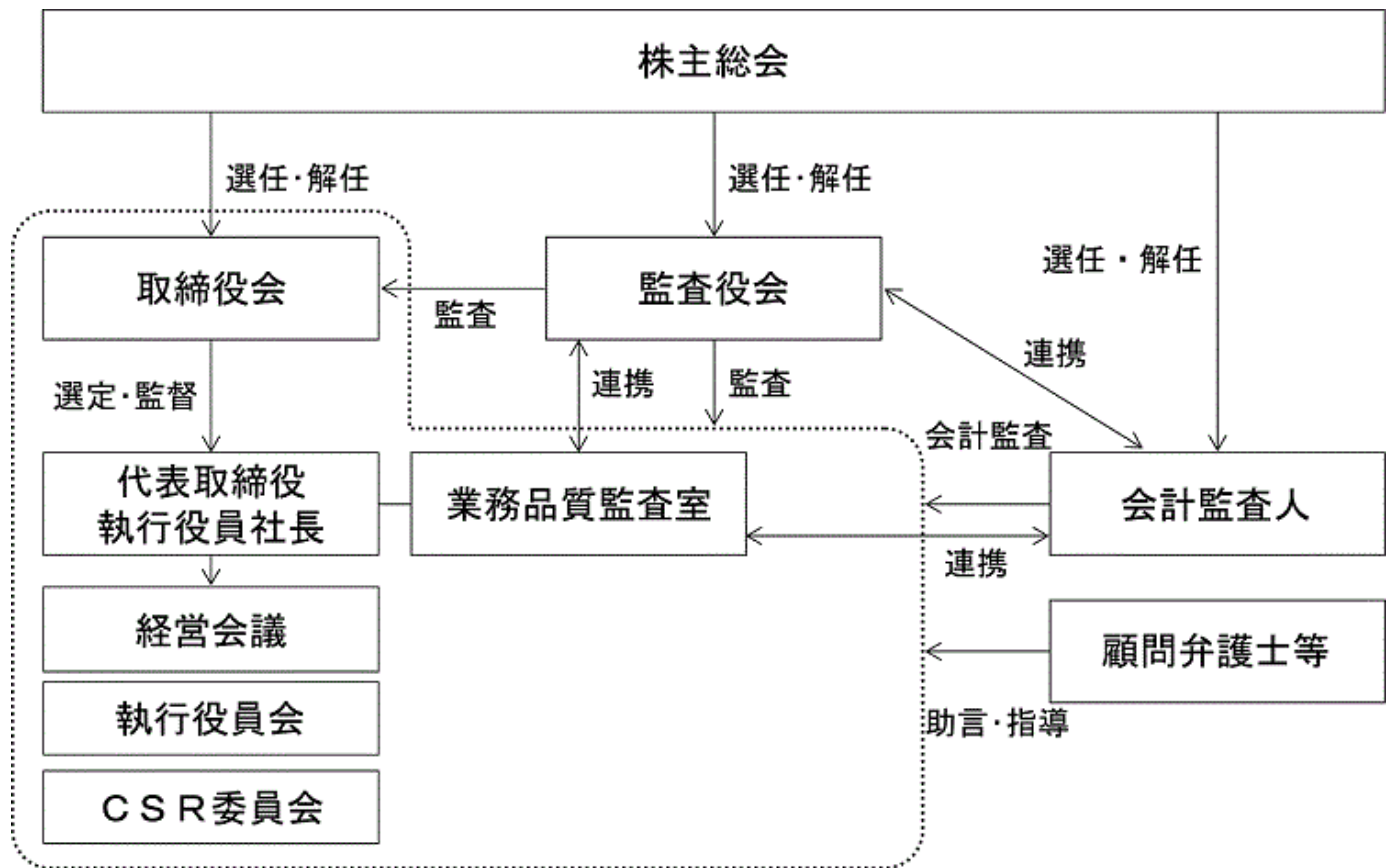 株主総会
選任･解任
選任･解任
選任・解任
取締役会
監査
監査役会
連携
選定･監督
連携
監査
会計監査
代表取締役
執行役員社長
業務品質監査室
会計監査人
連携
経営会議
顧問弁護士等
執行役員会
助言･指導
ＣＳＲ委員会